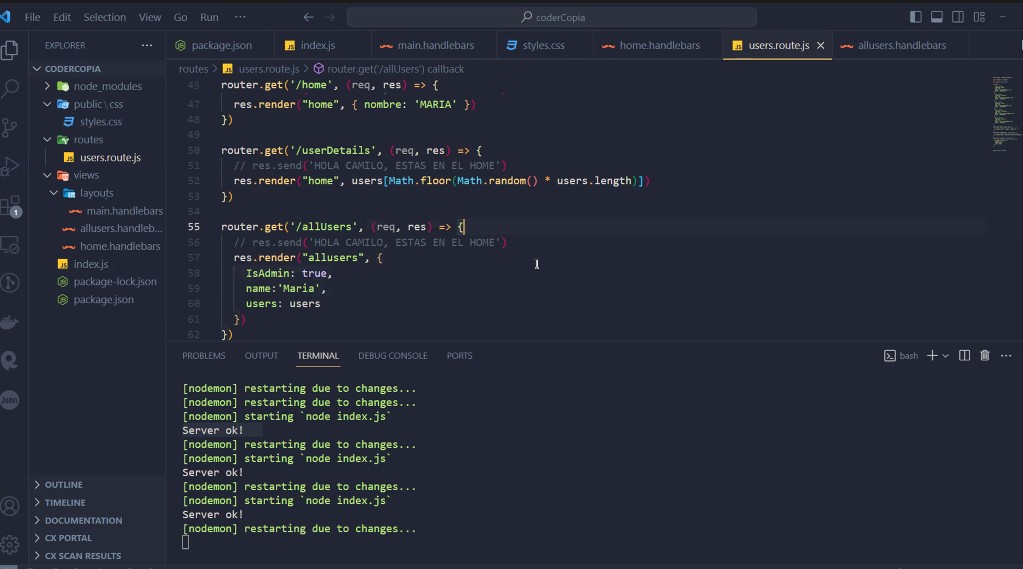 File Edit Selection View Go Run ··· ← → coderCopia
EXPLORER ···
CODERCOPIA
node_modules
public\css
styles.css
routes
users.route.js
views
layouts
main.handlebars
allusers.handleb...
home.handlebars
index.js
package-lock.json
package.json
OUTLINE
TIMELINE
DOCUMENTATION
CX PORTAL
CX SCAN RESULTS
1
Json
package.json index.js main.handlebars styles.css home.handlebars users.route.js allusers.handlebars
routes > users.route.js > router.get('/allUsers') callback
45 router.get('/home', (req, res) => {
47 res.render("home", { nombre: 'MARIA' })
48 })
49
50 router.get('/userDetails', (req, res) => {
51 // res.send('HOLA CAMILO, ESTAS EN EL HOME')
52 res.render("home", users[Math.floor(Math.random() * users.length)])
53 })
54
55 router.get('/allUsers', (req, res) => {
56 // res.send('HOLA CAMILO, ESTAS EN EL HOME')
57 res.render("allusers", {
58 IsAdmin: true,
59 name:'Maria',
60 users: users
61 })
62 })
PROBLEMS OUTPUT TERMINAL DEBUG CONSOLE PORTS bash
[nodemon] restarting due to changes...
[nodemon] restarting due to changes...
[nodemon] starting `node index.js`
Server ok!
[nodemon] restarting due to changes...
[nodemon] starting `node index.js`
Server ok!
[nodemon] restarting due to changes...
[nodemon] starting `node index.js`
Server ok!
[nodemon] restarting due to changes...